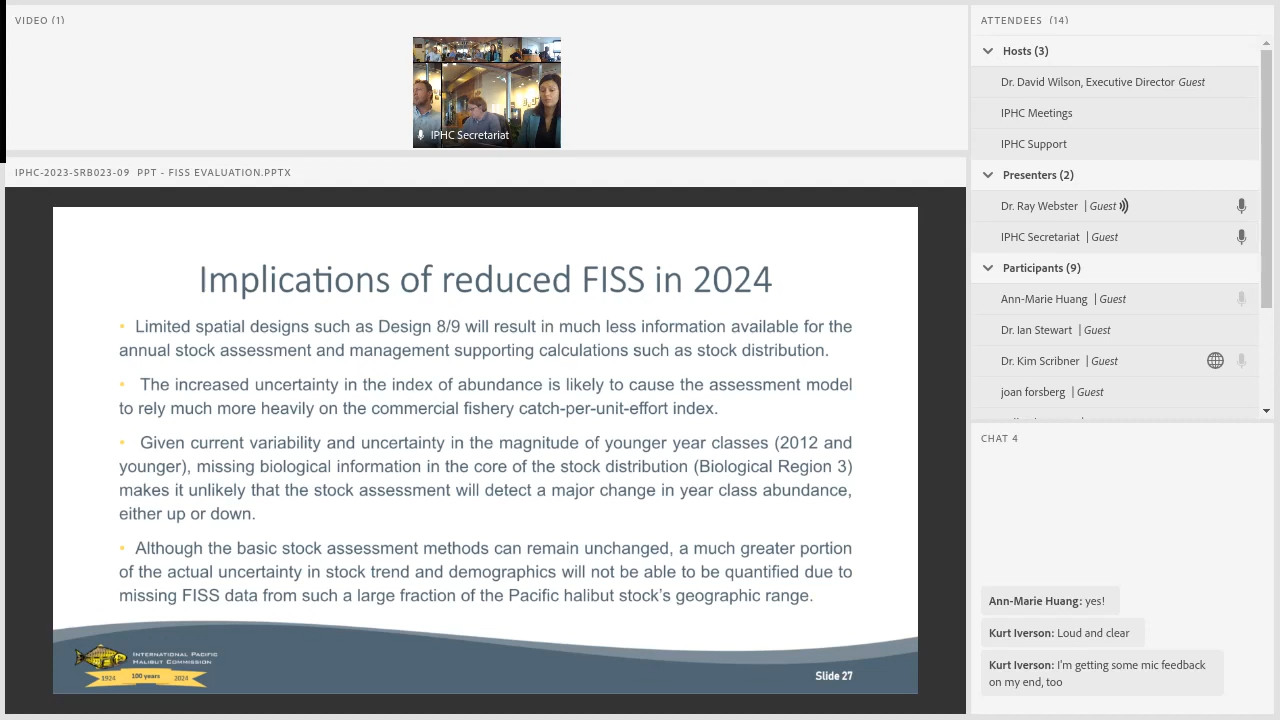 VIDEO (1)
IPHC Secretariat
IPHC-2023-SRB023-09 PPT - FISS EVALUATION.PPTX
Implications of reduced FISS in 2024
• Limited spatial designs such as Design 8/9 will result in much less information available for the
annual stock assessment and management supporting calculations such as stock distribution.
• The increased uncertainty in the index of abundance is likely to cause the assessment model
to rely much more heavily on the commercial fishery catch-per-unit-effort index.
• Given current variability and uncertainty in the magnitude of younger year classes (2012 and
younger), missing biological information in the core of the stock distribution (Biological Region 3)
makes it unlikely that the stock assessment will detect a major change in year class abundance,
either up or down.
• Although the basic stock assessment methods can remain unchanged, a much greater portion
of the actual uncertainty in stock trend and demographics will not be able to be quantified due to
missing FISS data from such a large fraction of the Pacific halibut stock's geographic range.
INTERNATIONAL PACIFIC
HALIBUT COMMISSION
1924 100 years 2024
Slide 27
ATTENDEES (14)
Hosts (3)
Dr. David Wilson, Executive Director Guest
IPHC Meetings
IPHC Support
Presenters (2)
Dr. Ray Webster | Guest
IPHC Secretariat | Guest
Participants (9)
Ann-Marie Huang | Guest
Dr. Ian Stewart | Guest
Dr. Kim Scribner | Guest
joan forsberg | Guest
CHAT 4
Ann-Marie Huang: yes!
Kurt Iverson: Loud and clear
Kurt Iverson: I'm getting some mic feedback
on my end, too